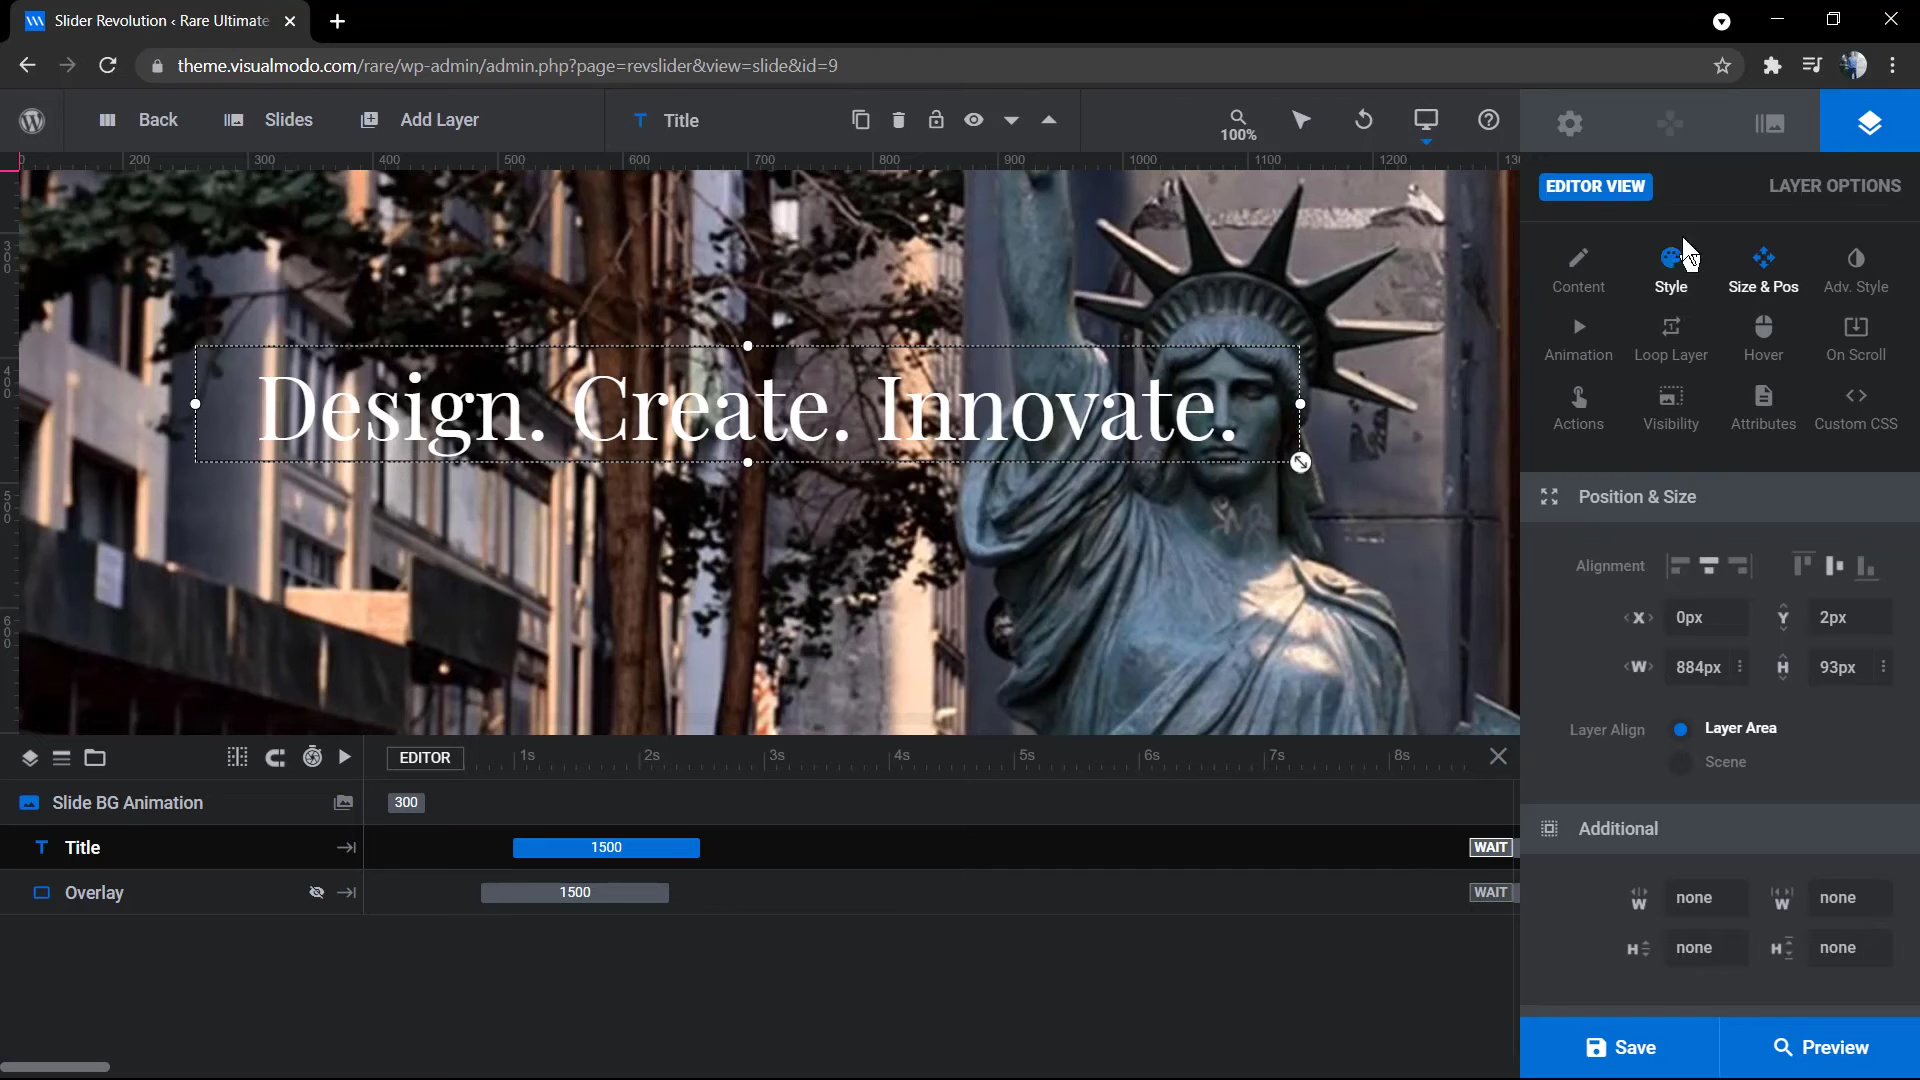 Slider Revolution ‹ Rare Ultimate
theme.visualmodo.com/rare/wp-admin/admin.php?page=revslider&view=slide&id=9
Back
Slides
Add Layer
Title
100%
200 300 400 500 600 700 800 900 1000 1100 1200
EDITOR VIEW
LAYER OPTIONS
Content
Style
Size & Pos
Adv. Style
Animation
Loop Layer
Hover
On Scroll
Actions
Visibility
Attributes
Custom CSS
Design. Create. Innovate.
300
400
500
600
Position & Size
Alignment
X 0px Y 2px
W 884px H 93px
Layer Align
Layer Area
Scene
Additional
W none W none
H none H none
EDITOR 1s 2s 3s 4s 5s 6s 7s 8s
Slide BG Animation 300
Title 1500 WAIT
Overlay 1500 WAIT
Save
Preview